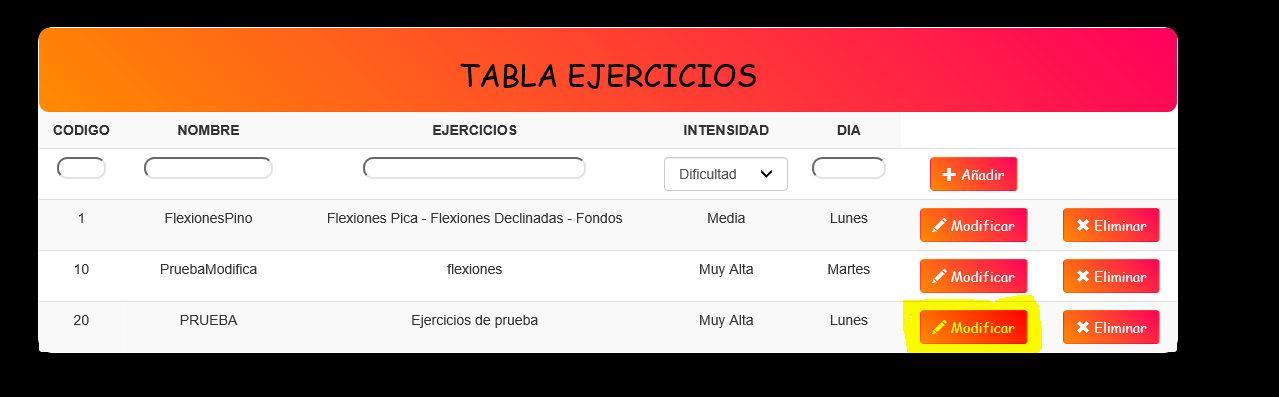 TABLA EJERCICIOS
CODIGO NOMBRE EJERCICIOS INTENSIDAD DIA
Dificultad Añadir
1 FlexionesPino Flexiones Pica - Flexiones Declinadas - Fondos Media Lunes Modificar Eliminar
10 PruebaModifica flexiones Muy Alta Martes Modificar Eliminar
20 PRUEBA Ejercicios de prueba Muy Alta Lunes Modificar Eliminar